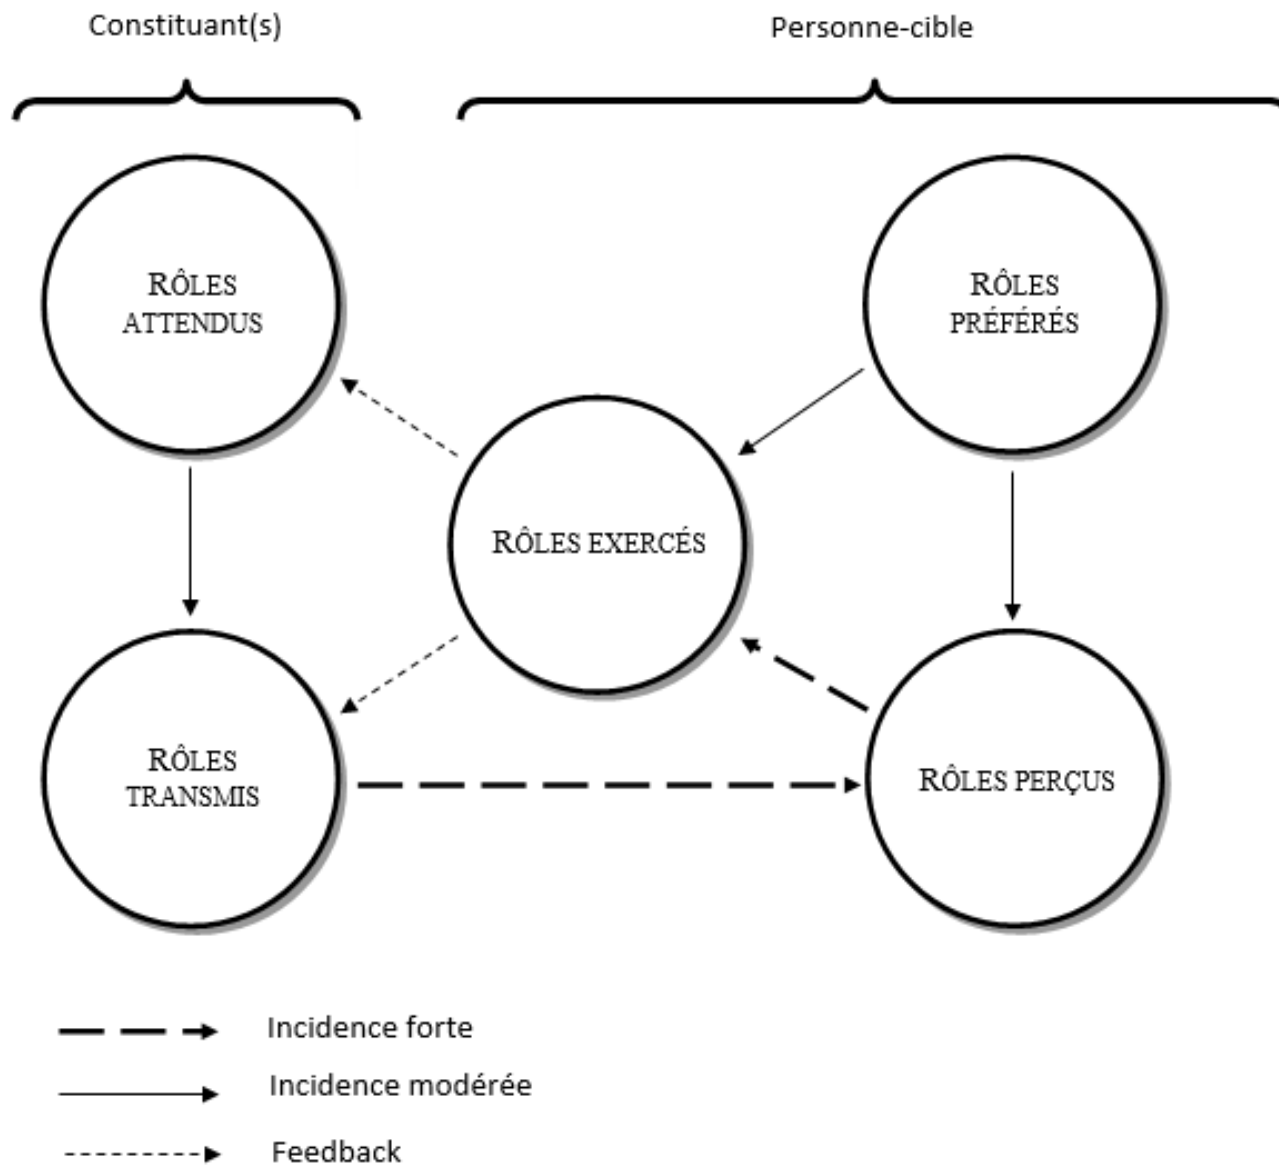 Constituant(s)
Personne-cible
RÔLES
ATTENDUS
RÔLES
PRÉFÉRÉS
RÔLES EXERCÉS
RÔLES
TRANSMIS
RÔLES PERÇUS
Incidence forte
Incidence modérée
Feedback